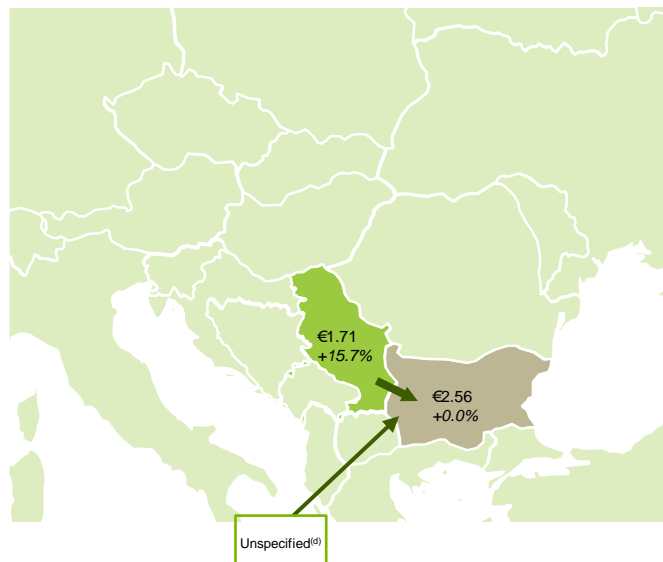 €1.71
+15.7%
€2.56
+0.0%
Unspecified(d)